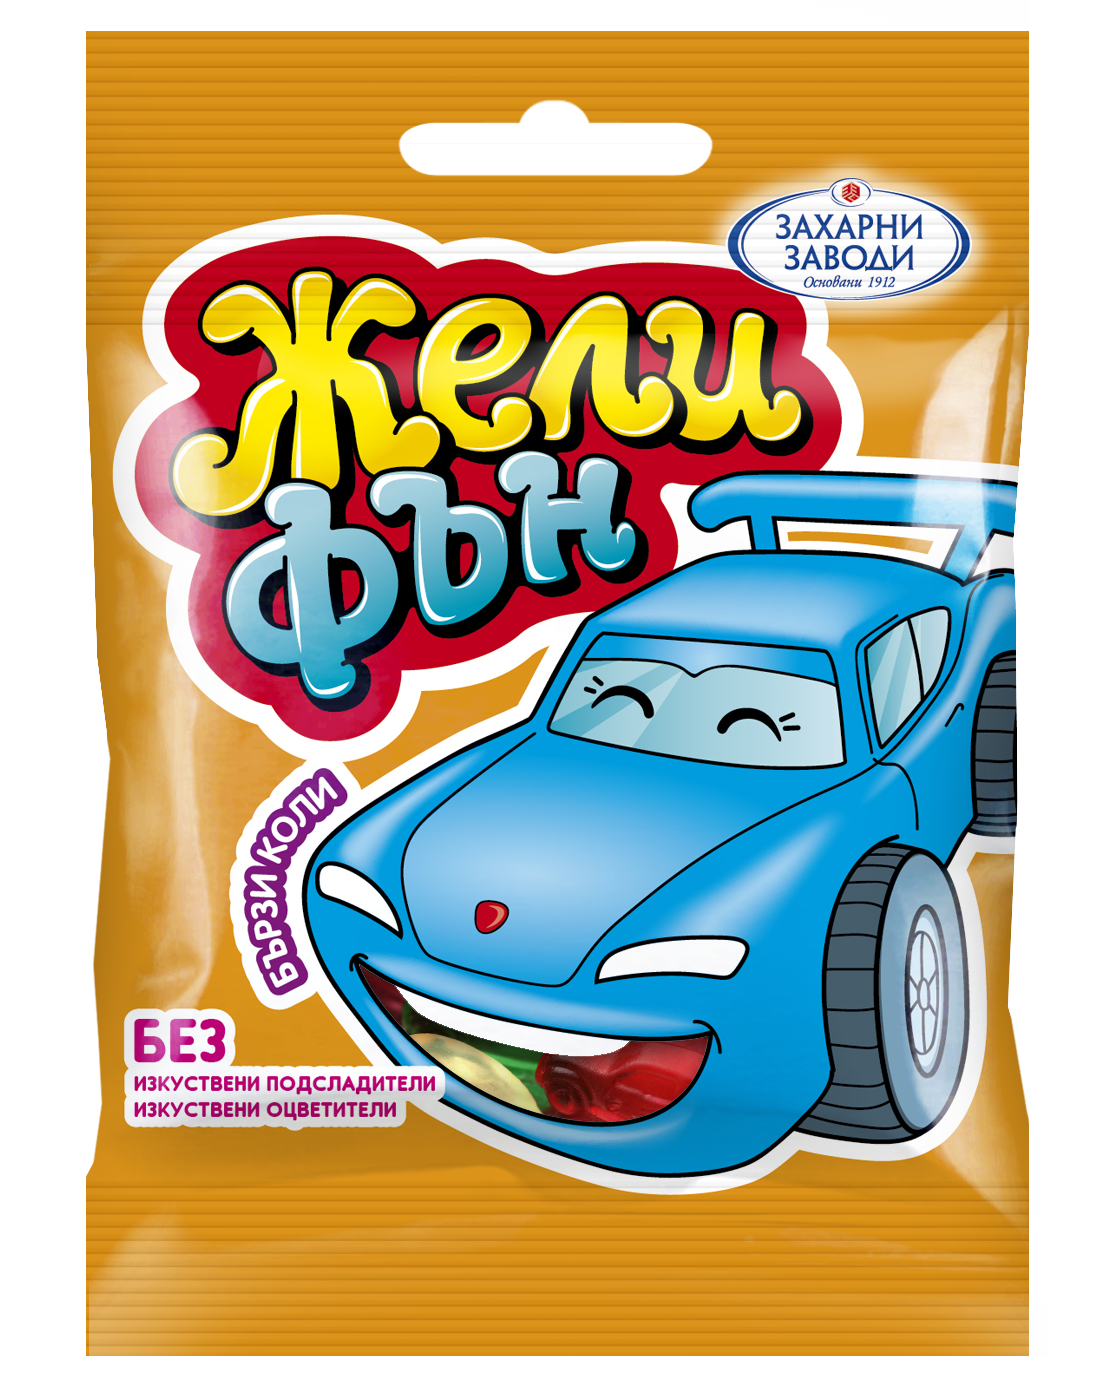 ЗАХАРНИ
ЗАВОДИ
Основани 1912
Жели
Фън
БЪРЗИ КОЛИ
БЕЗ
ИЗКУСТВЕНИ ПОДСЛАДИТЕЛИ
ИЗКУСТВЕНИ ОЦВЕТИТЕЛИ